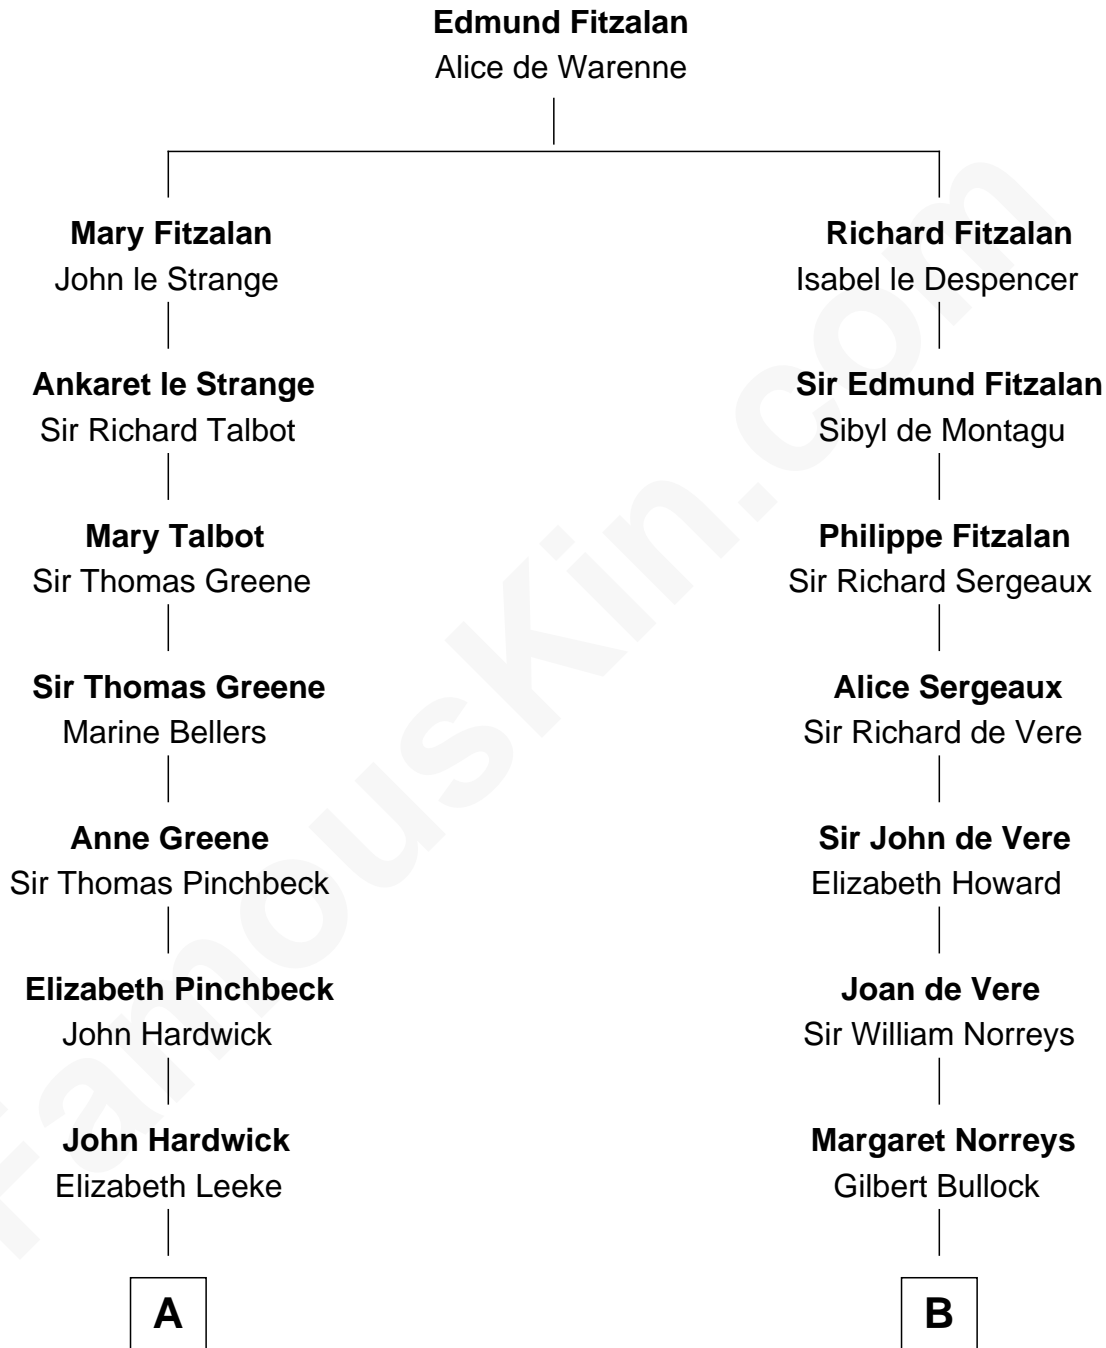 Edmund Fitzalan
Alice de Warenne
Mary Fitzalan
John le Strange
Richard Fitzalan
Isabel le Despencer
Ankaret le Strange
Sir Richard Talbot
Sir Edmund Fitzalan
Sibyl de Montagu
Mary Talbot
Sir Thomas Greene
Philippe Fitzalan
Sir Richard Sergeaux
Sir Thomas Greene
Marine Bellers
Alice Sergeaux
Sir Richard de Vere
Anne Greene
Sir Thomas Pinchbeck
Sir John de Vere
Elizabeth Howard
Elizabeth Pinchbeck
John Hardwick
Joan de Vere
Sir William Norreys
John Hardwick
Elizabeth Leeke
Margaret Norreys
Gilbert Bullock
A
B
FamousKin.com